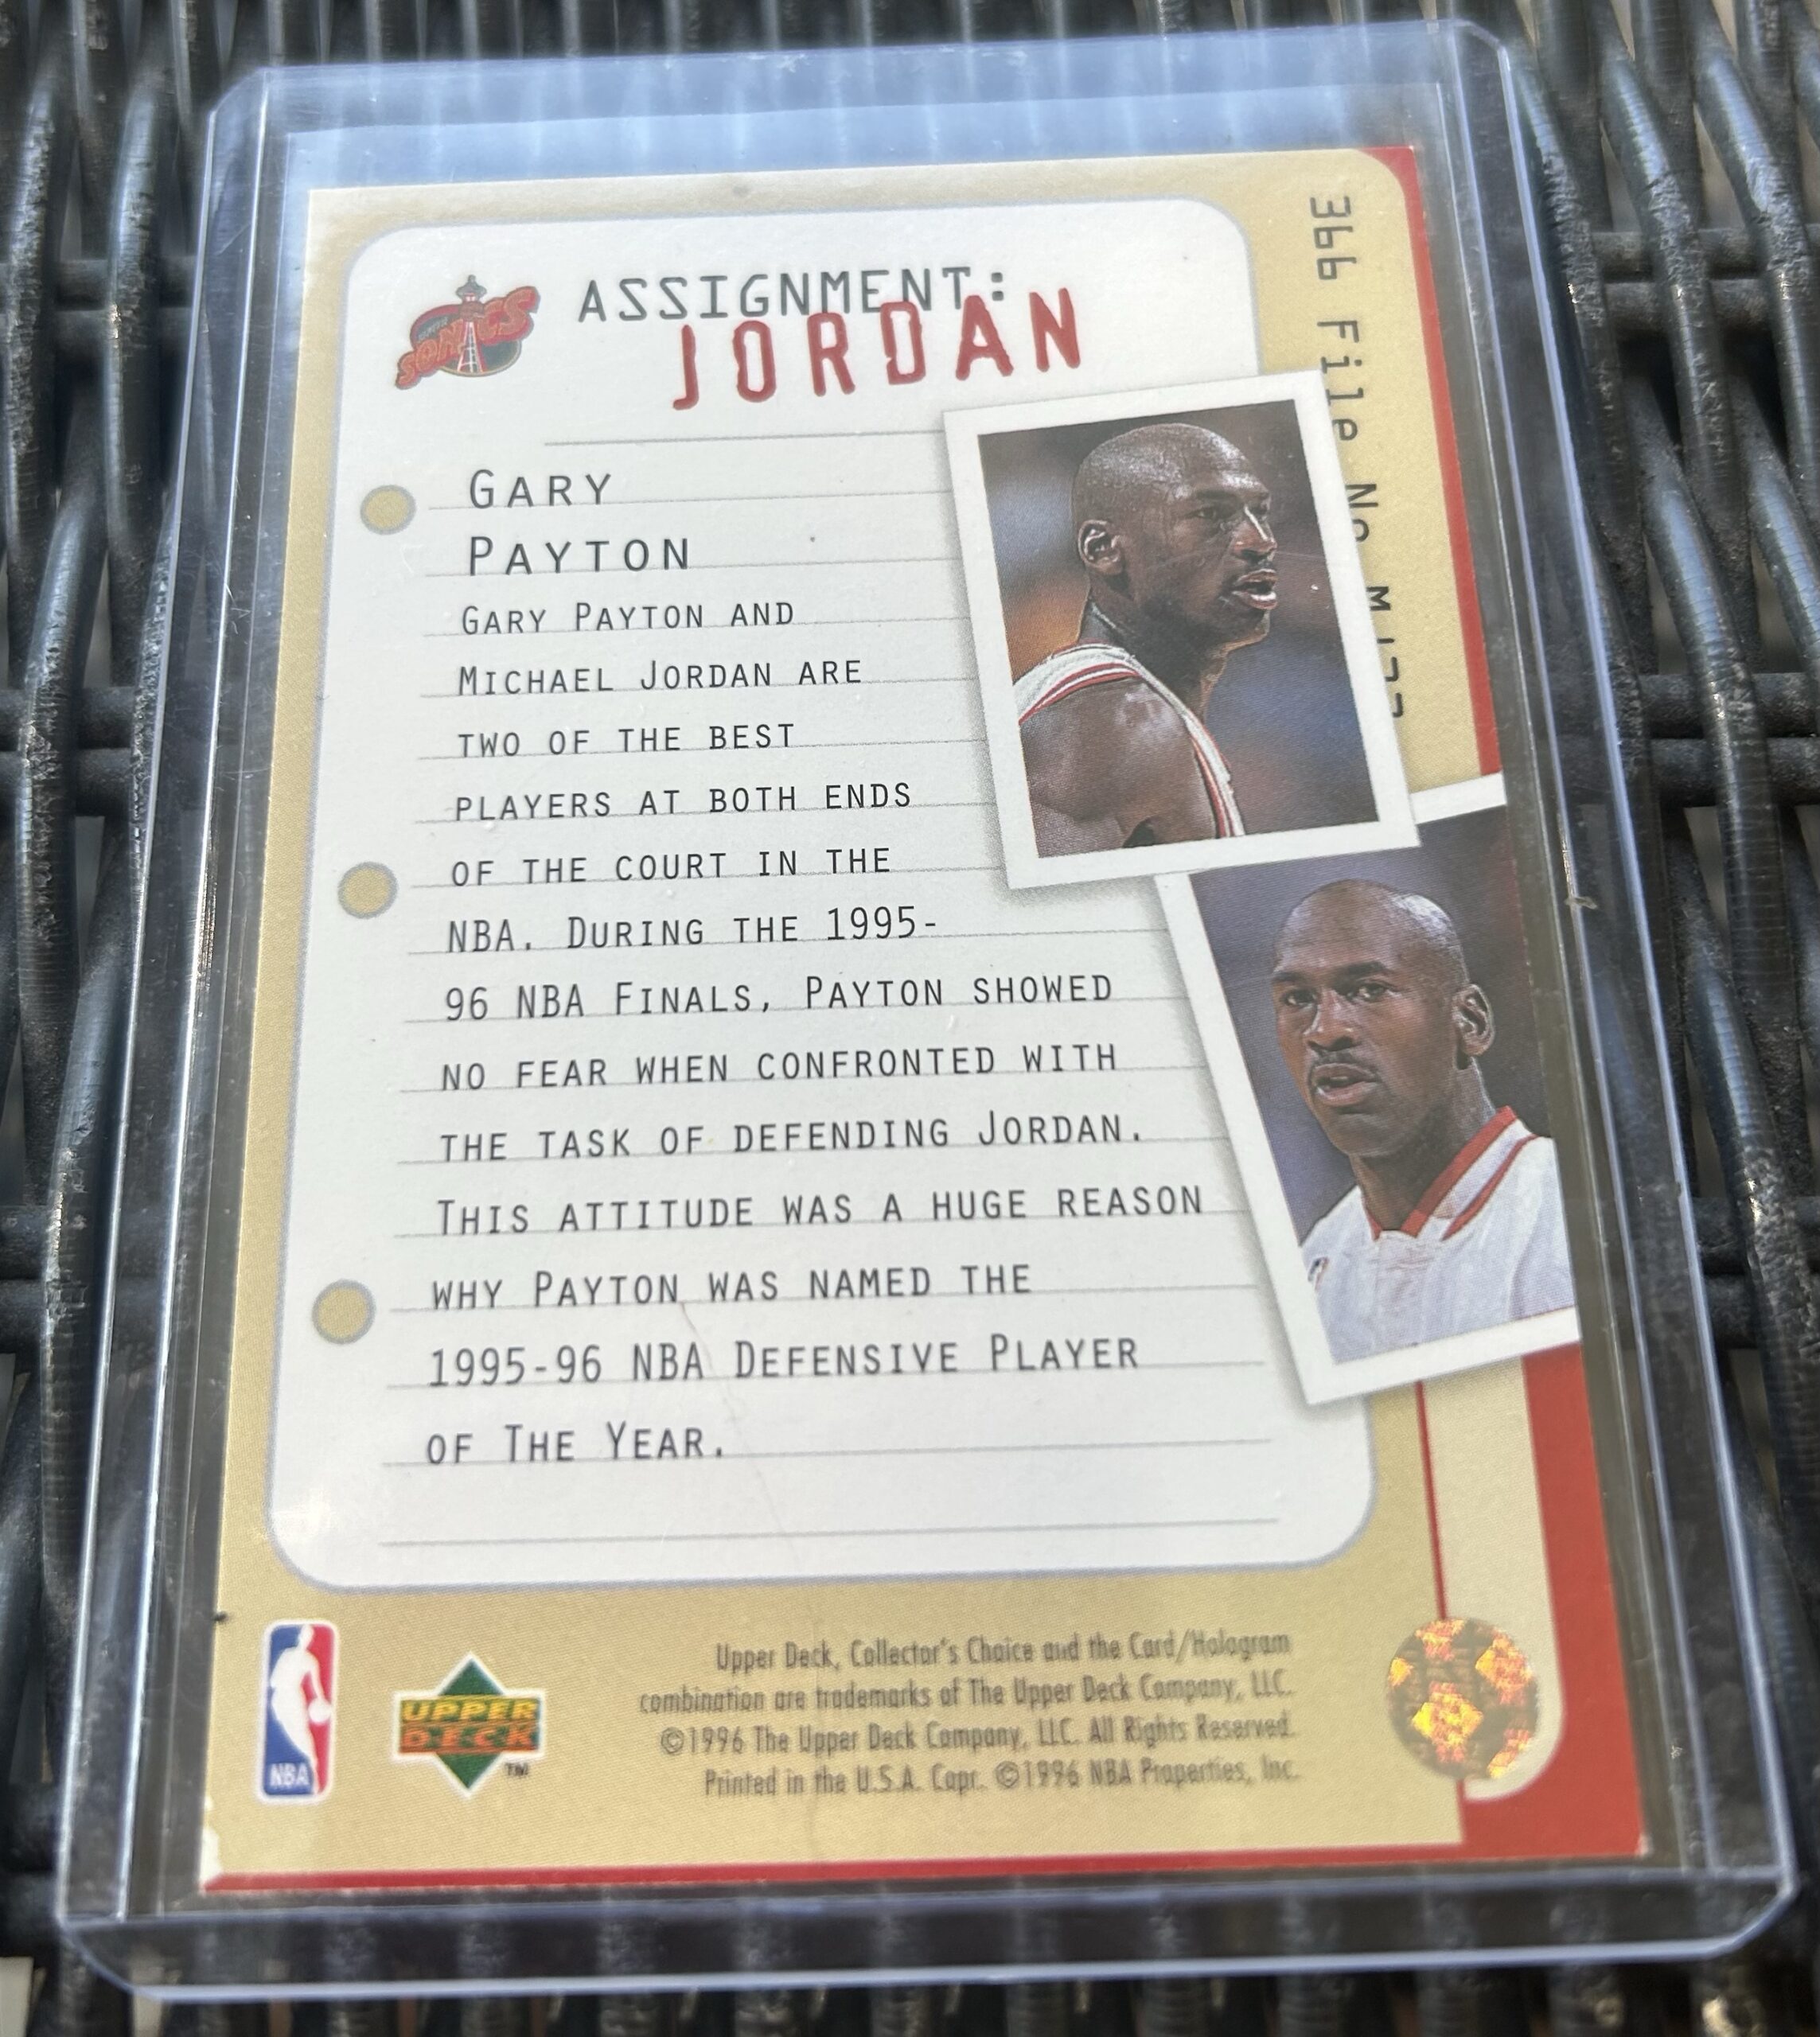 SONICS
ASSIGNMENT:
JORDAN
366 File No
GARY
PAYTON
GARY PAYTON AND
MICHAEL JORDAN ARE
TWO OF THE BEST
PLAYERS AT BOTH ENDS
OF THE COURT IN THE
NBA. DURING THE 1995-
96 NBA FINALS, PAYTON SHOWED
NO FEAR WHEN CONFRONTED WITH
THE TASK OF DEFENDING JORDAN.
THIS ATTITUDE WAS A HUGE REASON
WHY PAYTON WAS NAMED THE
1995-96 NBA DEFENSIVE PLAYER
OF THE YEAR.
NBA
UPPER
DECK
TM
Upper Deck, Collector's Choice and the Card/Hologram
combination are trademarks of The Upper Deck Company, LLC.
©1996 The Upper Deck Company, LLC. All Rights Reserved.
Printed in the U.S.A. Copr. ©1996 NBA Properties, Inc.